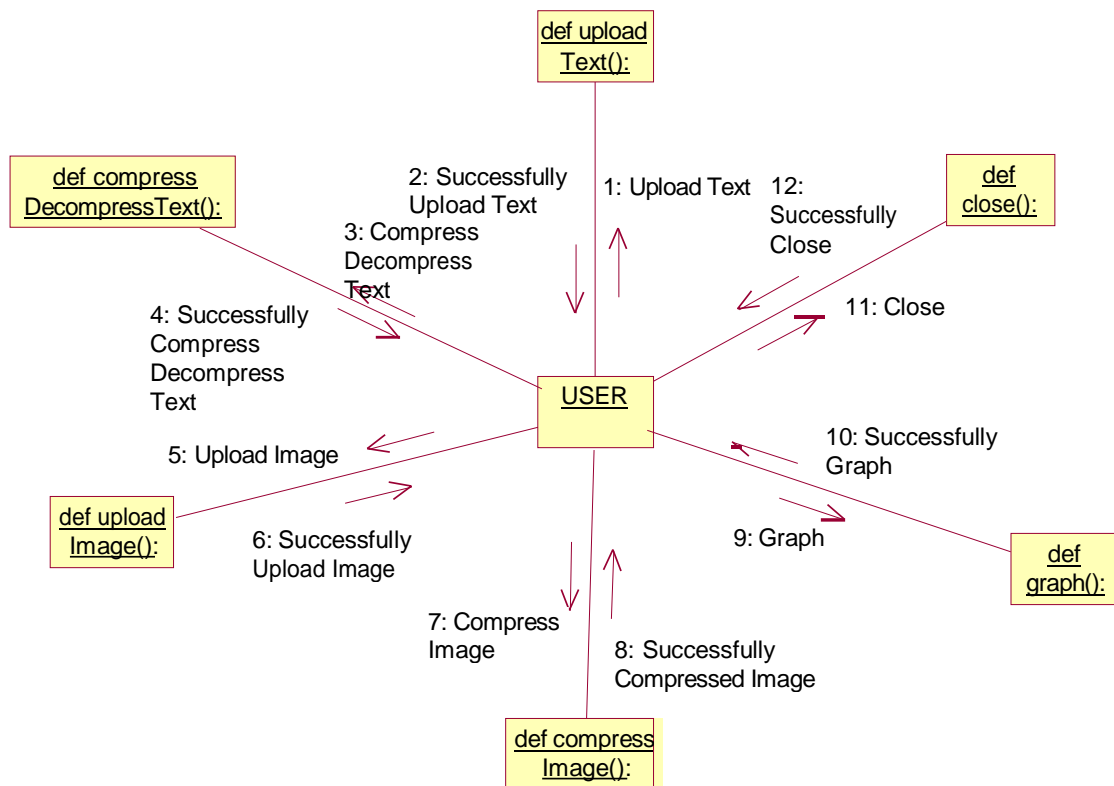 def upload
Text():
def compress
DecompressText():
2: Successfully
Upload Text
1: Upload Text
12:
Successfully
Close
def
close():
3: Compress
Decompress
Text
4: Successfully
Compress
Decompress
Text
11: Close
USER
5: Upload Image
10: Successfully
Graph
def upload
Image():
6: Successfully
Upload Image
9: Graph
def
graph():
7: Compress
Image
8: Successfully
Compressed Image
def compress
Image():